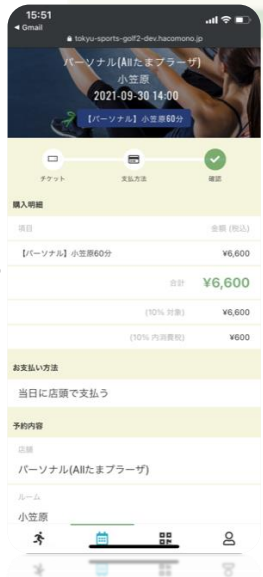 15:51
◀ Gmail
tokyu-sports-golf2-dev.hacomono.jp
パーソナル(Allたまプラーザ)
小笠原
2021-09-30 14:00
【パーソナル】小笠原60分
チケット 支払方法 確認
購入明細
項目 金額 (税込)
【パーソナル】小笠原60分 ¥6,600
合計 ¥6,600
(10% 対象) ¥6,600
(10% 内消費税) ¥600
お支払い方法
当日に店頭で支払う
予約内容
店舗
パーソナル(Allたまプラーザ)
ルーム
小笠原